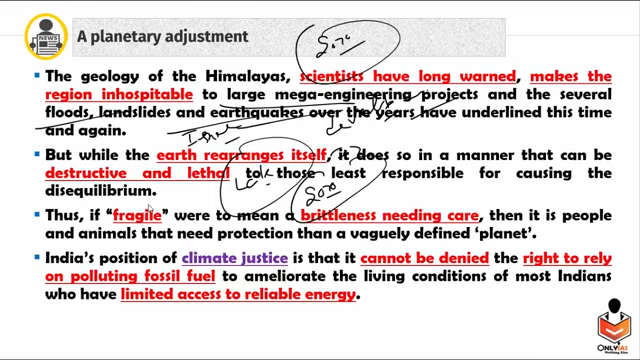 NEWS
A planetary adjustment
The geology of the Himalayas, scientists have long warned, makes the
region inhospitable to large mega-engineering projects and the several
floods, landslides and earthquakes over the years have underlined this time
and again.
But while the earth rearranges itself, it does so in a manner that can be
destructive and lethal to those least responsible for causing the
disequilibrium.
Thus, if “fragile” were to mean a brittleness needing care, then it is people
and animals that need protection than a vaguely defined ‘planet’.
India’s position of climate justice is that it cannot be denied the right to rely
on polluting fossil fuel to ameliorate the living conditions of most Indians
who have limited access to reliable energy.
ONLYIAS